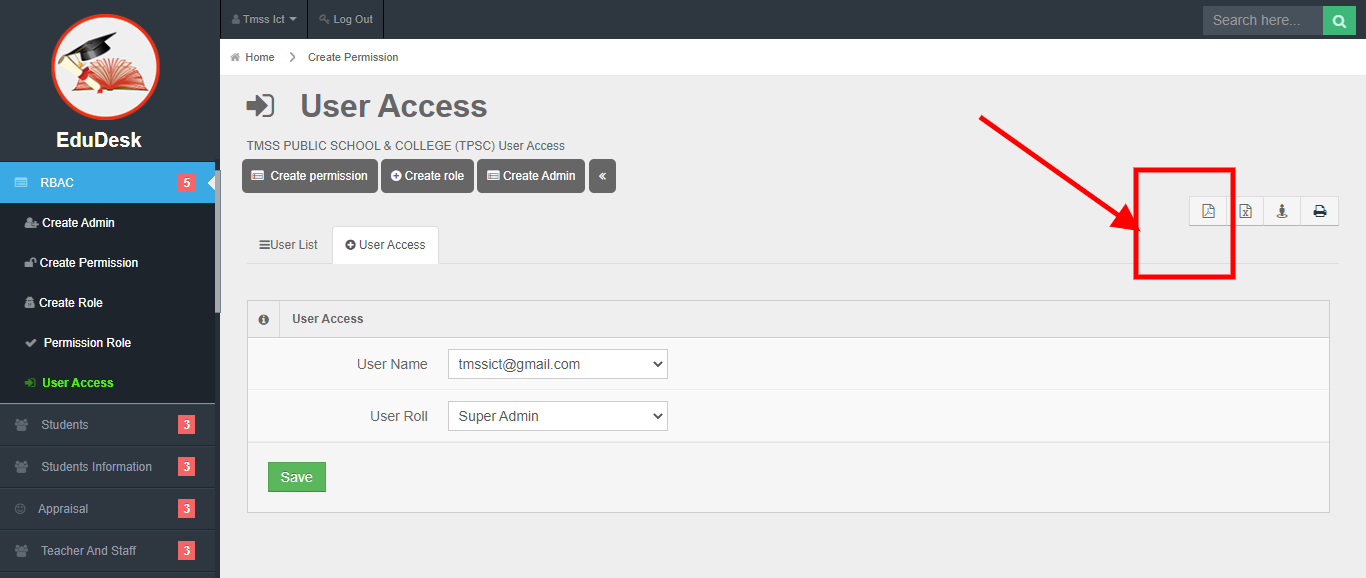 Tmss Ict
Log Out
Search here...
Home
Create Permission
EduDesk
User Access
TMSS PUBLIC SCHOOL & COLLEGE (TPSC) User Access
Create permission
Create role
Create Admin
«
RBAC 5
Create Admin
Create Permission
Create Role
Permission Role
User Access
Students 3
Students Information 3
Appraisal 3
Teacher And Staff 3
User List
User Access
User Access
User Name tmssict@gmail.com
User Roll Super Admin
Save